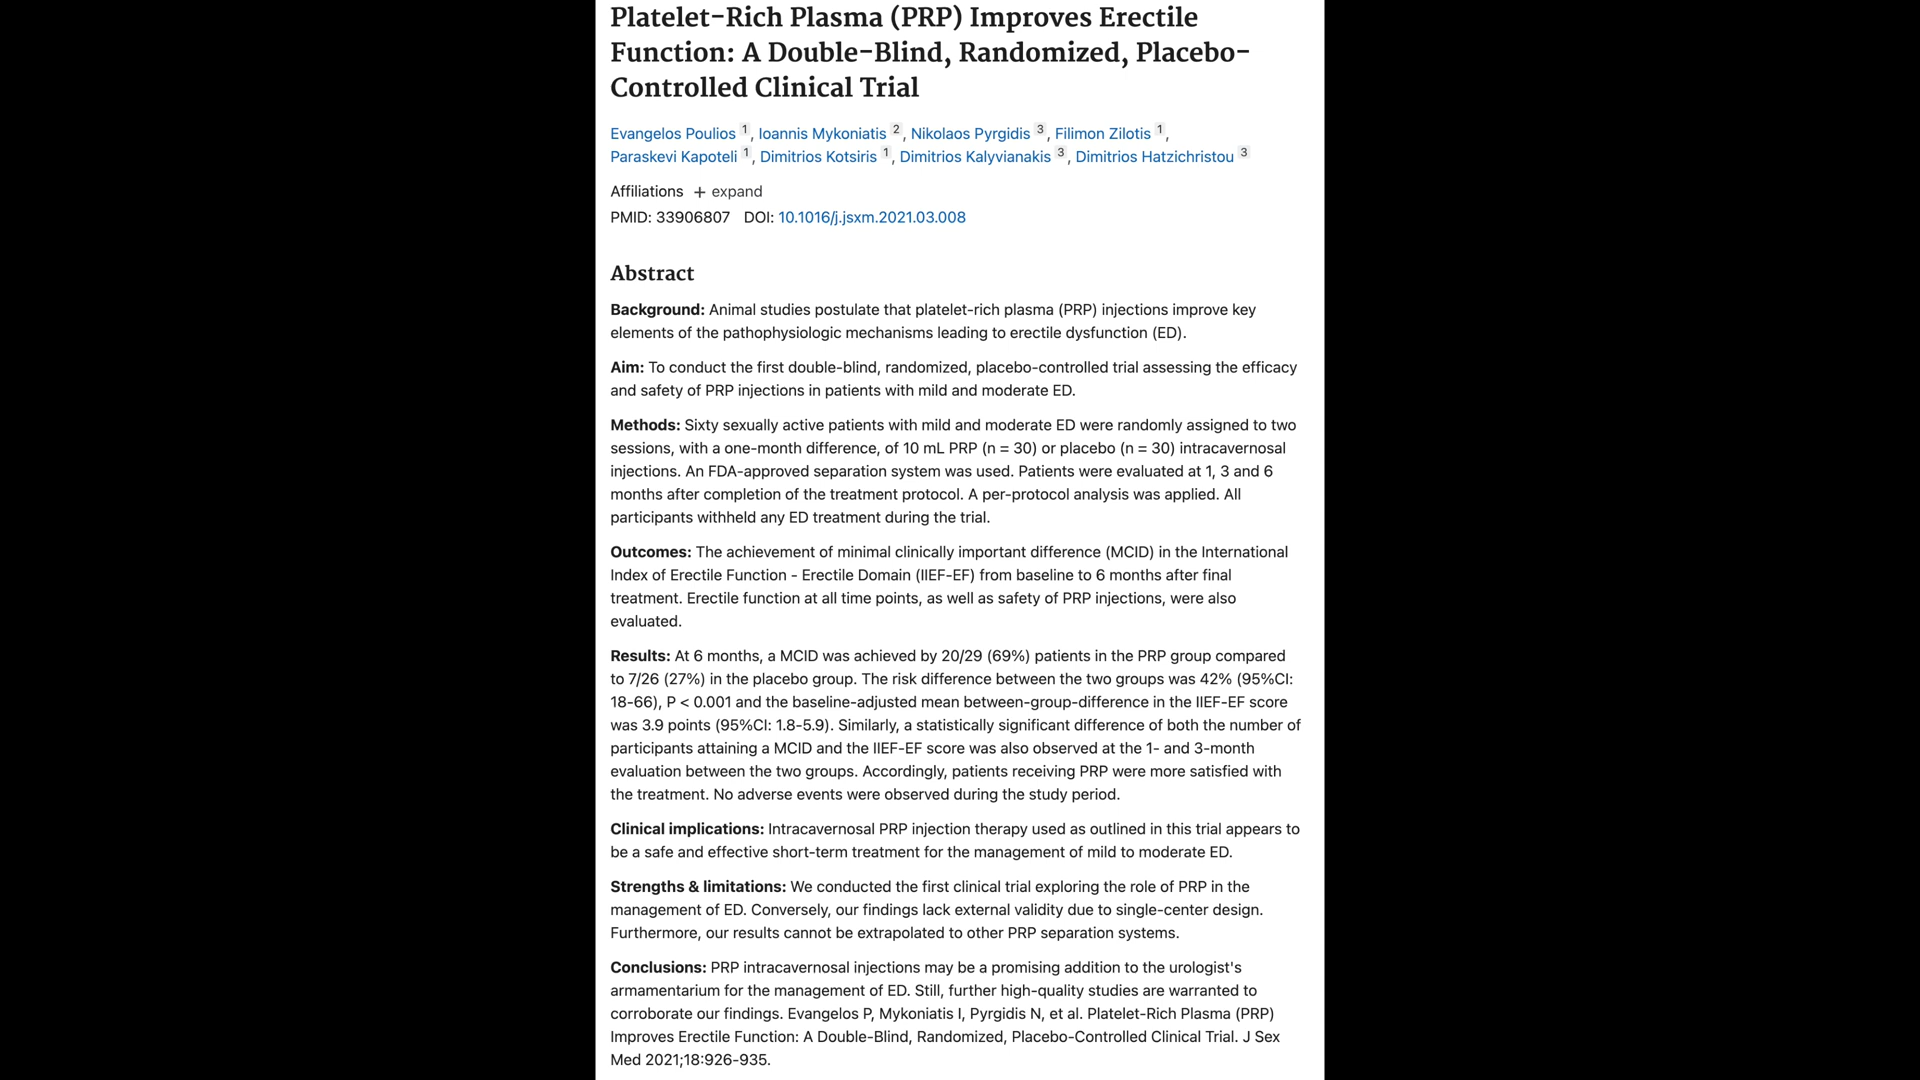 Platelet-Rich Plasma (PRP) Improves Erectile
Function: A Double-Blind, Randomized, Placebo-
Controlled Clinical Trial
Evangelos Poulios 1, Ioannis Mykoniatis 2, Nikolaos Pyrgidis 3, Filimon Zilotis 1,
Paraskevi Kapoteli 1, Dimitrios Kotsiris 1, Dimitrios Kalyvianakis 3, Dimitrios Hatzichristou 3
Affiliations + expand
PMID: 33906807 DOI: 10.1016/j.jsxm.2021.03.008
Abstract
Background: Animal studies postulate that platelet-rich plasma (PRP) injections improve key
elements of the pathophysiologic mechanisms leading to erectile dysfunction (ED).
Aim: To conduct the first double-blind, randomized, placebo-controlled trial assessing the efficacy
and safety of PRP injections in patients with mild and moderate ED.
Methods: Sixty sexually active patients with mild and moderate ED were randomly assigned to two
sessions, with a one-month difference, of 10 mL PRP (n = 30) or placebo (n = 30) intracavernosal
injections. An FDA-approved separation system was used. Patients were evaluated at 1, 3 and 6
months after completion of the treatment protocol. A per-protocol analysis was applied. All
participants withheld any ED treatment during the trial.
Outcomes: The achievement of minimal clinically important difference (MCID) in the International
Index of Erectile Function - Erectile Domain (IIEF-EF) from baseline to 6 months after final
treatment. Erectile function at all time points, as well as safety of PRP injections, were also
evaluated.
Results: At 6 months, a MCID was achieved by 20/29 (69%) patients in the PRP group compared
to 7/26 (27%) in the placebo group. The risk difference between the two groups was 42% (95%CI:
18-66), P < 0.001 and the baseline-adjusted mean between-group-difference in the IIEF-EF score
was 3.9 points (95%CI: 1.8-5.9). Similarly, a statistically significant difference of both the number of
participants attaining a MCID and the IIEF-EF score was also observed at the 1- and 3-month
evaluation between the two groups. Accordingly, patients receiving PRP were more satisfied with
the treatment. No adverse events were observed during the study period.
Clinical implications: Intracavernosal PRP injection therapy used as outlined in this trial appears to
be a safe and effective short-term treatment for the management of mild to moderate ED.
Strengths & limitations: We conducted the first clinical trial exploring the role of PRP in the
management of ED. Conversely, our findings lack external validity due to single-center design.
Furthermore, our results cannot be extrapolated to other PRP separation systems.
Conclusions: PRP intracavernosal injections may be a promising addition to the urologist's
armamentarium for the management of ED. Still, further high-quality studies are warranted to
corroborate our findings. Evangelos P, Mykoniatis I, Pyrgidis N, et al. Platelet-Rich Plasma (PRP)
Improves Erectile Function: A Double-Blind, Randomized, Placebo-Controlled Clinical Trial. J Sex
Med 2021;18:926-935.